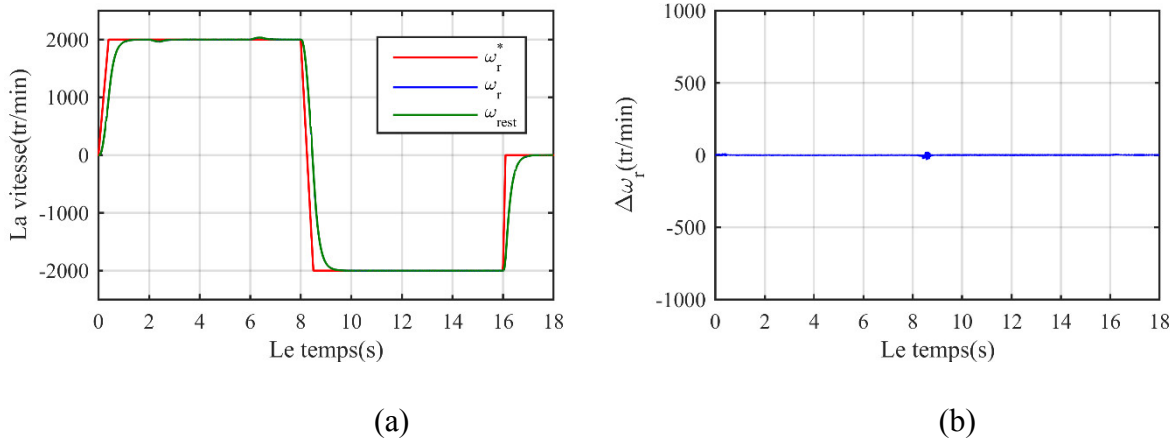 2000
1000
0
-1000
-2000
La vitesse(tr/min)
ω*r
ωr
ωrest
0 2 4 6 8 10 12 14 16 18
Le temps(s)
(a)
1000
500
0
-500
-1000
Δωr(tr/min)
0 2 4 6 8 10 12 14 16 18
Le temps(s)
(b)